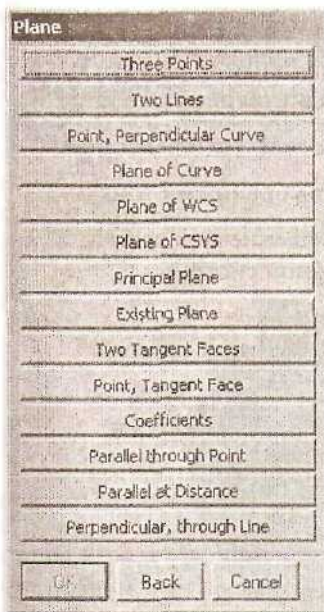 Plane
Three Points
Two Lines
Point, Perpendicular Curve
Plane of Curve
Plane of WCS
Plane of CSYS
Principal Plane
Existing Plane
Two Tangent Faces
Point, Tangent Face
Coefficients
Parallel through Point
Parallel at Distance
Perpendicular, through Line
OK Back Cancel